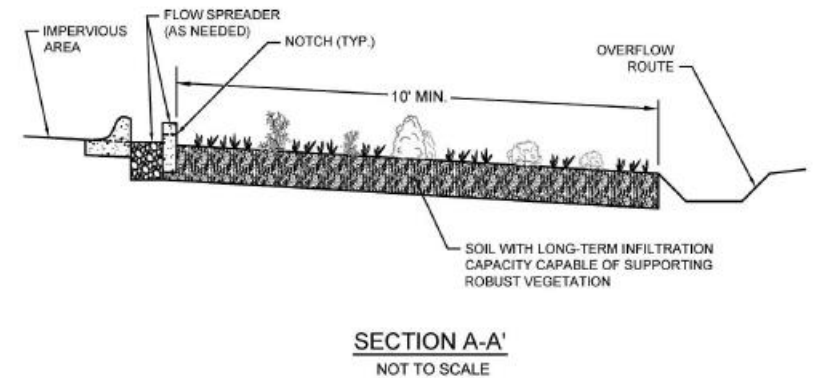 FLOW SPREADER
(AS NEEDED)
IMPERVIOUS
AREA
NOTCH (TYP.)
OVERFLOW
ROUTE
10' MIN.
SOIL WITH LONG-TERM INFILTRATION
CAPACITY CAPABLE OF SUPPORTING
ROBUST VEGETATION
SECTION A-A'
NOT TO SCALE